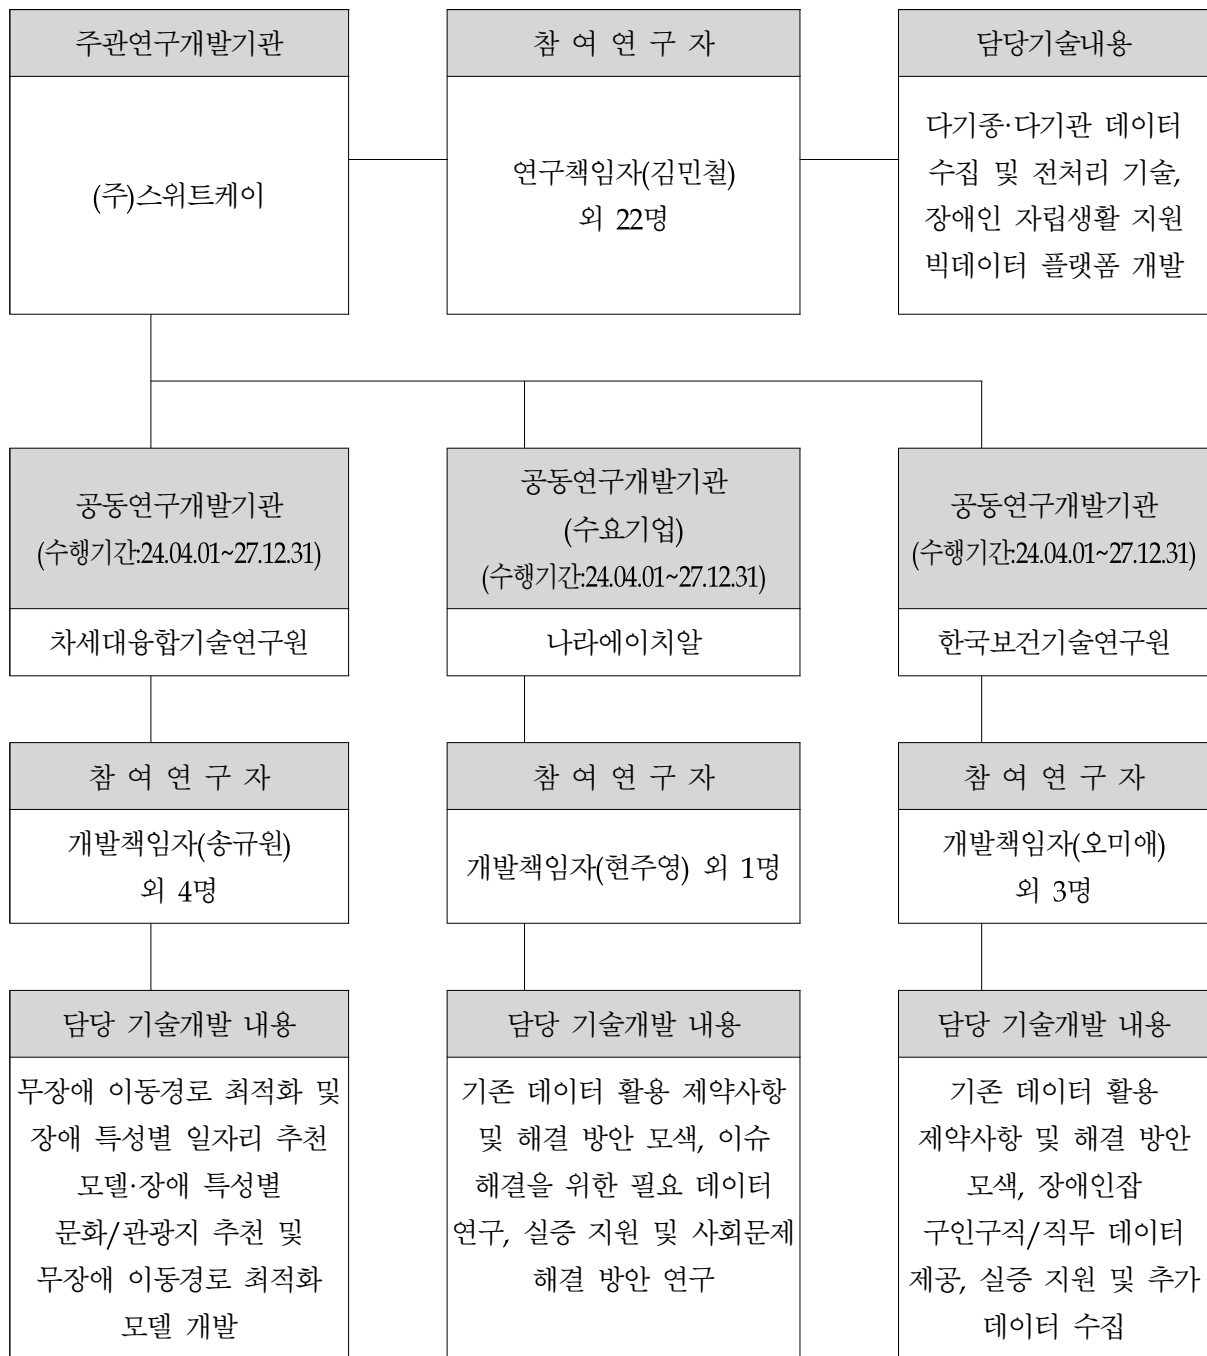 주관연구개발기관
참 여 연 구 자
담당기술내용
(주)스위트케이
연구책임자(김민철)
외 22명
다기종·다기관 데이터
수집 및 전처리 기술,
장애인 자립생활 지원
빅데이터 플랫폼 개발
공동연구개발기관
(수행기간:24.04.01~27.12.31)
차세대융합기술연구원
공동연구개발기관
(수요기업)
(수행기간:24.04.01~27.12.31)
나라에이치알
공동연구개발기관
(수행기간:24.04.01~27.12.31)
한국보건기술연구원
참 여 연 구 자
개발책임자(송규원)
외 4명
참 여 연 구 자
개발책임자(현주영) 외 1명
참 여 연 구 자
개발책임자(오미애)
외 3명
담당 기술개발 내용
무장애 이동경로 최적화 및
장애 특성별 일자리 추천
모델·장애 특성별
문화/관광지 추천 및
무장애 이동경로 최적화
모델 개발
담당 기술개발 내용
기존 데이터 활용 제약사항
및 해결 방안 모색, 이슈
해결을 위한 필요 데이터
연구, 실증 지원 및 사회문제
해결 방안 연구
담당 기술개발 내용
기존 데이터 활용
제약사항 및 해결 방안
모색, 장애인잡
구인구직/직무 데이터
제공, 실증 지원 및 추가
데이터 수집